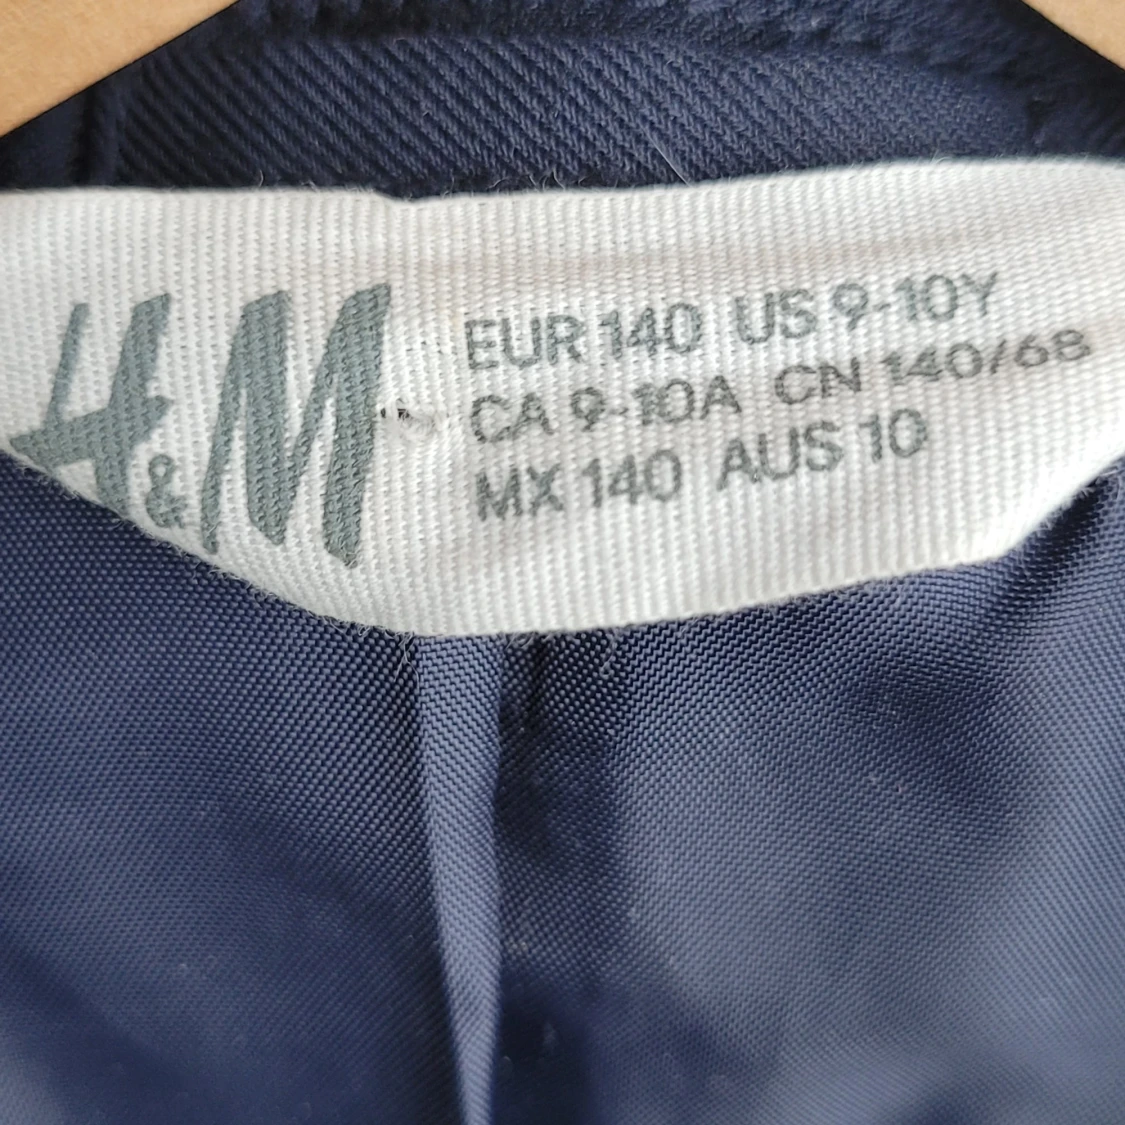 H&M
EUR 140 US 9-10Y
CA 9-10A CN 140/68
MX 140 AUS 10